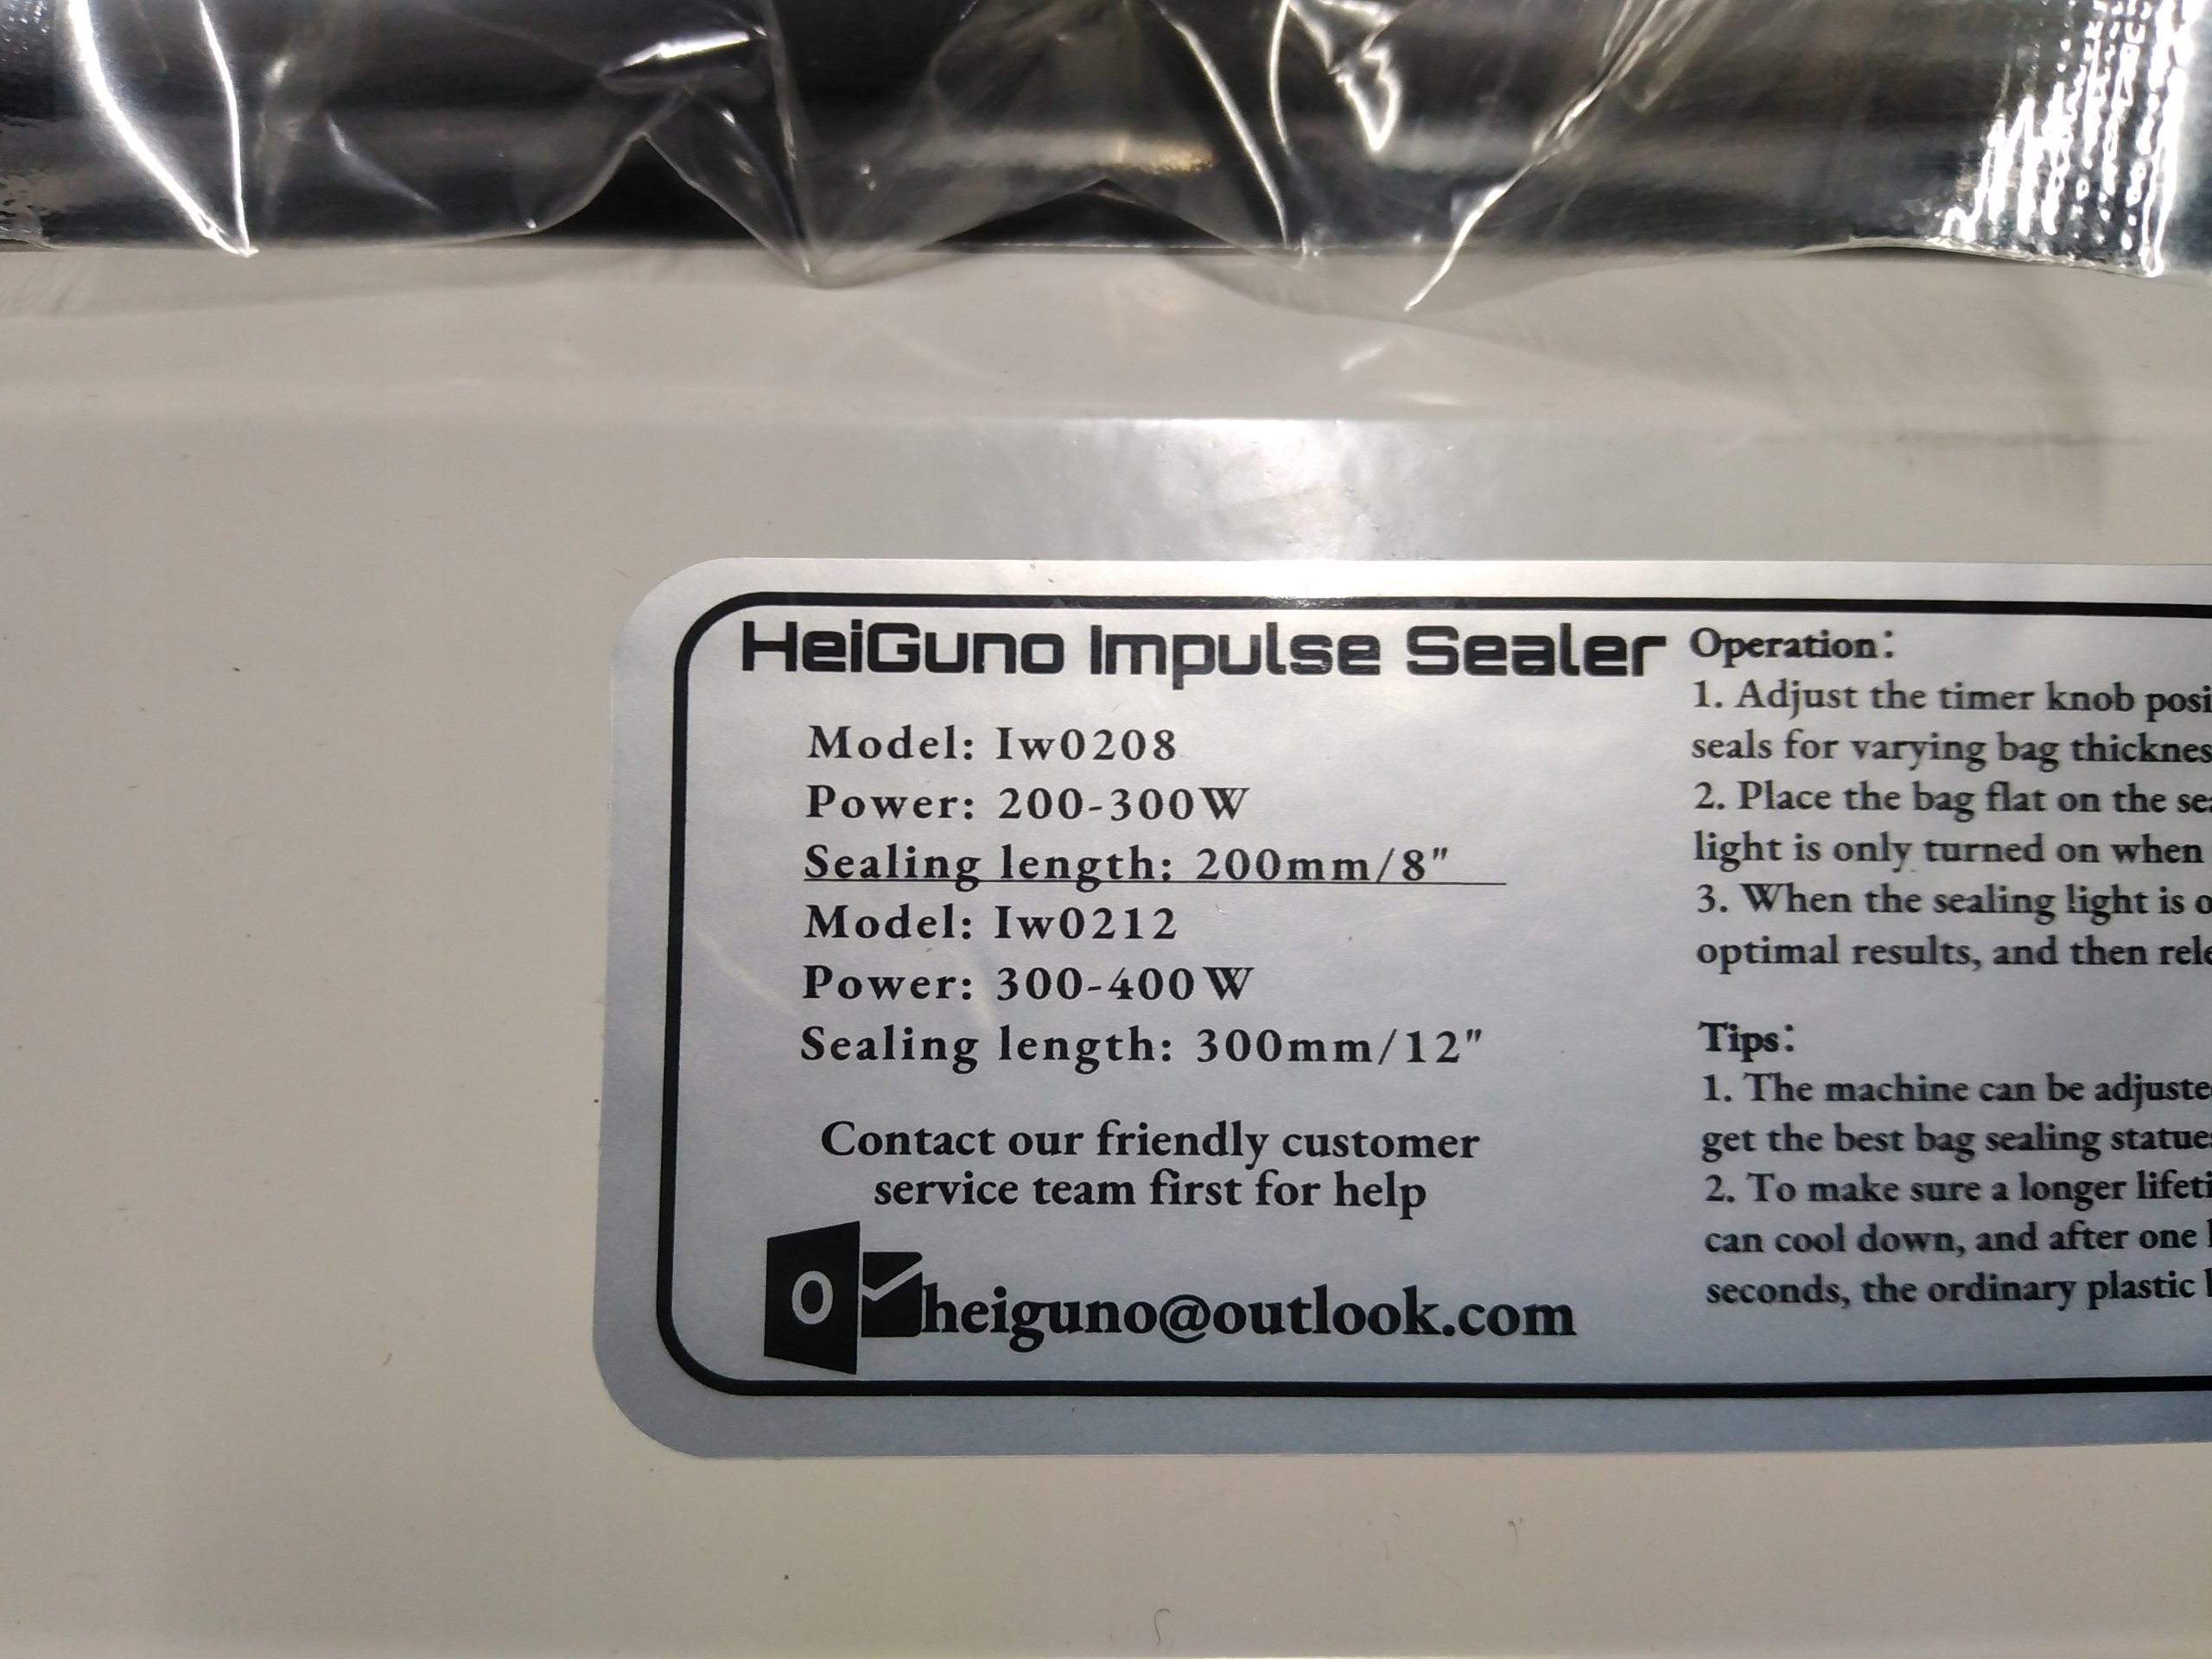 HeiGuno Impulse Sealer
Model: Iw0208
Power: 200-300W
Sealing length: 200mm/8"
Model: Iw0212
Power: 300-400W
Sealing length: 300mm/12"
Contact our friendly customer
service team first for help
O heiguno@outlook.com
Operation:
1. Adjust the timer knob
seals for varying bag
2. Place the bag flat on the
light is only turned on when
3. When the sealing light is
optimal results, and then
Tips:
1. The machine can be
get the best bag sealing
2. To make sure a longer
can cool down, and after one
seconds, the ordinary plastic